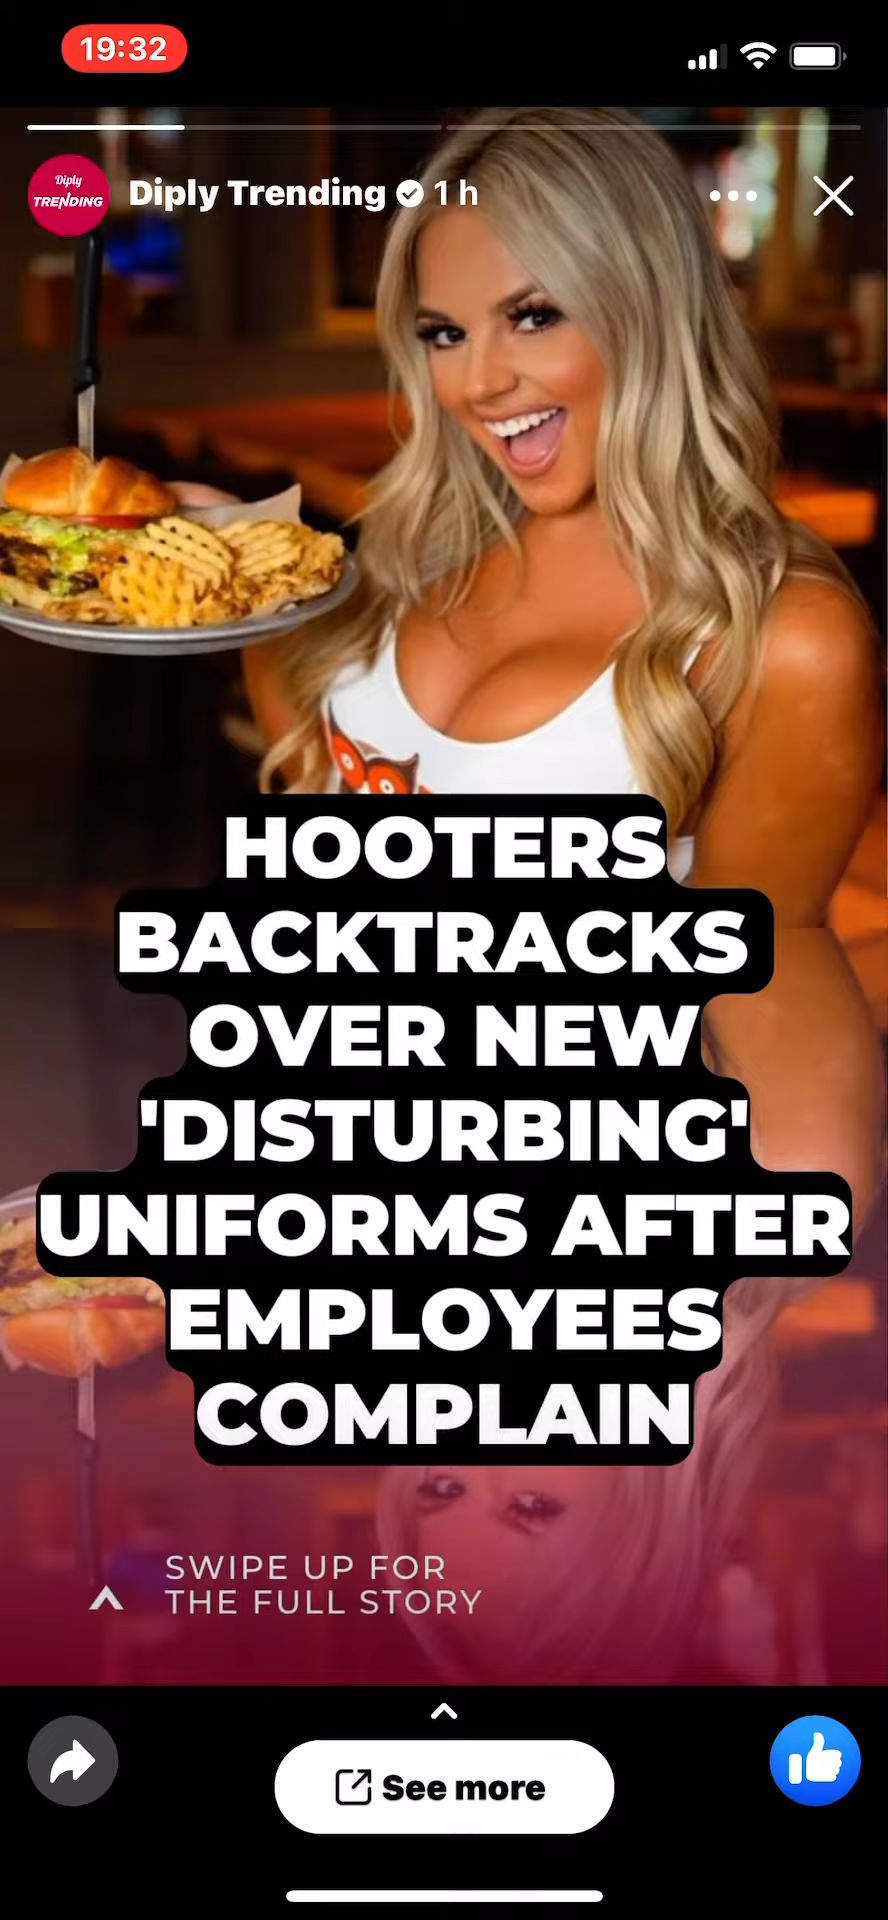 19:32
Diply
TRENDING
Diply Trending 1 h
HOOTERS
BACKTRACKS
OVER NEW
'DISTURBING'
UNIFORMS AFTER
EMPLOYEES
COMPLAIN
SWIPE UP FOR
THE FULL STORY
See more